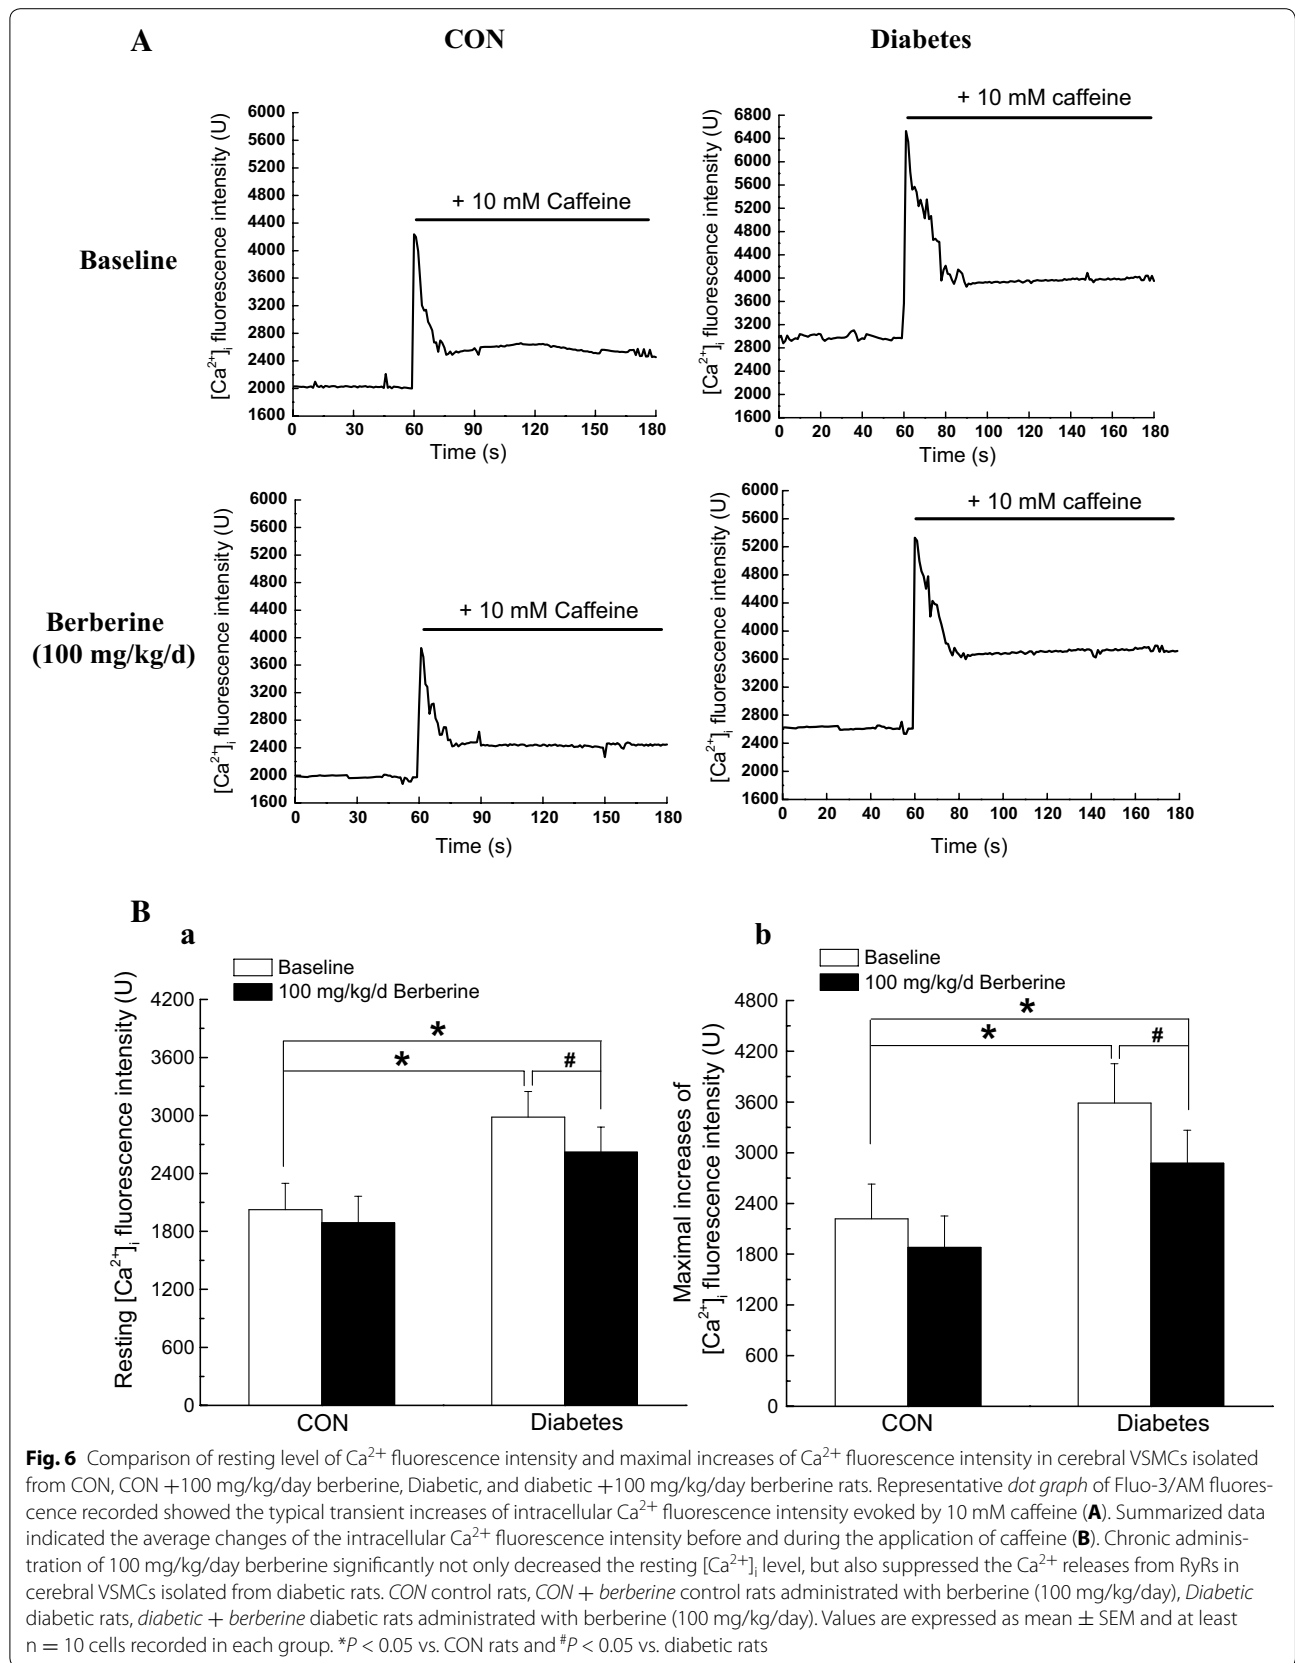 A
CON
Diabetes
Baseline
[Ca2+]i fluorescence intensity (U)
6000
5600
5200
4800
4400
4000
3600
3200
2800
2400
2000
1600
+ 10 mM Caffeine
0 30 60 90 120 150 180
Time (s)
[Ca2+]i fluorescence intensity (U)
6800
6400
6000
5600
5200
4800
4400
4000
3600
3200
2800
2400
2000
1600
+ 10 mM caffeine
0 20 40 60 80 100 120 140 160 180
Time (s)
Berberine
(100 mg/kg/d)
[Ca2+]i fluorescence intensity (U)
6000
5600
5200
4800
4400
4000
3600
3200
2800
2400
2000
1600
+ 10 mM Caffeine
0 30 60 90 120 150 180
Time (s)
[Ca2+]i fluorescence intensity (U)
6000
5600
5200
4800
4400
4000
3600
3200
2800
2400
2000
1600
+ 10 mM caffeine
0 20 40 60 80 100 120 140 160 180
Time (s)
B
a
Baseline
100 mg/kg/d Berberine
Resting [Ca2+]i fluorescence intensity (U)
4200
3600
3000
2400
1800
1200
600
0
*
*
#
CON Diabetes
b
Baseline
100 mg/kg/d Berberine
Maximal increases of
[Ca2+]i fluorescence intensity (U)
4800
4200
3600
3000
2400
1800
1200
600
0
*
*
#
CON Diabetes
Fig. 6 Comparison of resting level of Ca2+ fluorescence intensity and maximal increases of Ca2+ fluorescence intensity in cerebral VSMCs isolated
from CON, CON +100 mg/kg/day berberine, Diabetic, and diabetic +100 mg/kg/day berberine rats. Representative dot graph of Fluo-3/AM fluores-
cence recorded showed the typical transient increases of intracellular Ca2+ fluorescence intensity evoked by 10 mM caffeine (A). Summarized data
indicated the average changes of the intracellular Ca2+ fluorescence intensity before and during the application of caffeine (B). Chronic adminis-
tration of 100 mg/kg/day berberine significantly not only decreased the resting [Ca2+]i level, but also suppressed the Ca2+ releases from RyRs in
cerebral VSMCs isolated from diabetic rats. CON control rats, CON + berberine control rats administrated with berberine (100 mg/kg/day), Diabetic
diabetic rats, diabetic + berberine diabetic rats administrated with berberine (100 mg/kg/day). Values are expressed as mean ± SEM and at least
n = 10 cells recorded in each group. *P < 0.05 vs. CON rats and #P < 0.05 vs. diabetic rats